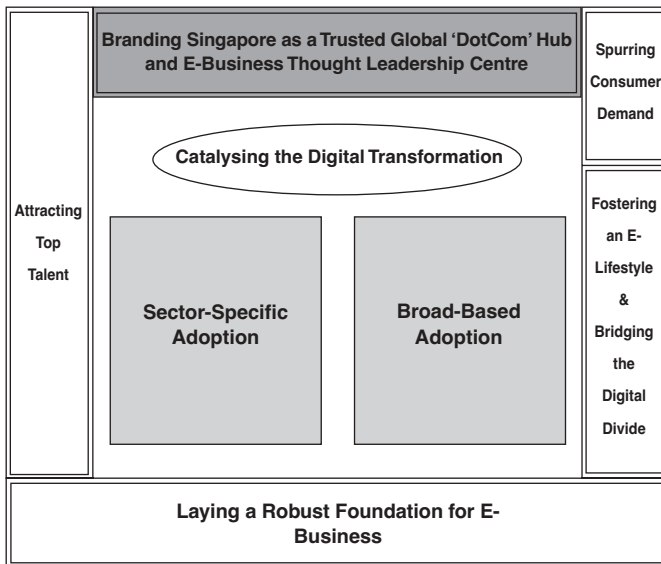 Branding Singapore as a Trusted Global ‘DotCom’ Hub
and E-Business Thought Leadership Centre
Spurring
Consumer
Demand
Catalysing the Digital Transformation
Attracting
Top
Talent
Sector-Specific
Adoption
Broad-Based
Adoption
Fostering
an E-
Lifestyle
&
Bridging
the
Digital
Divide
Laying a Robust Foundation for E-
Business